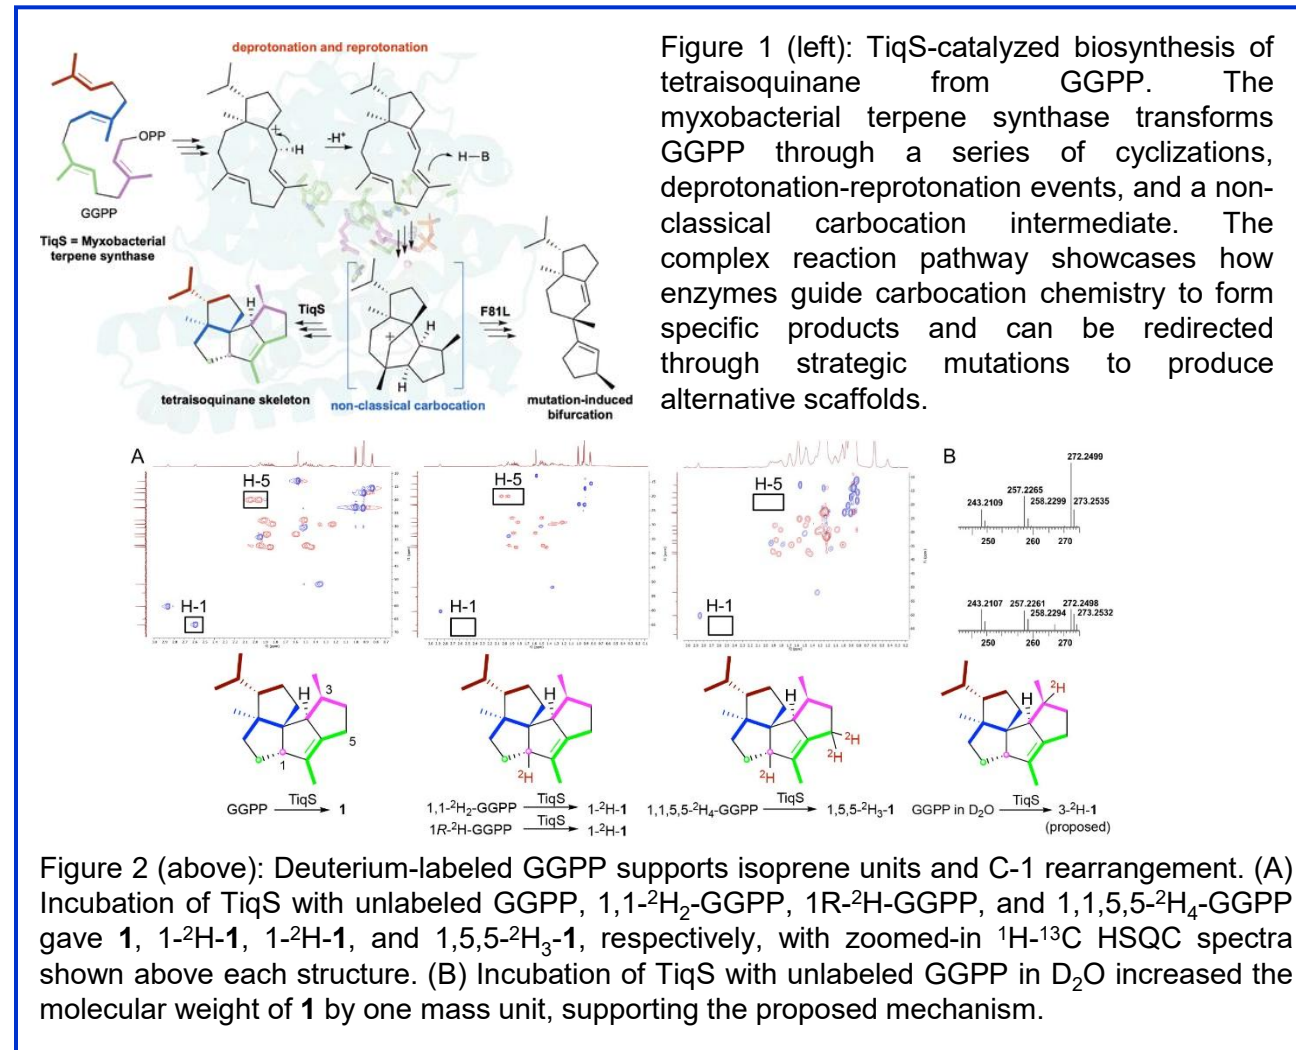 deprotonation and reprotonation
OPP
H
-H⁺
H–B
GGPP
TiqS = Myxobacterial
terpene synthase
TiqS
F81L
H
H
H
tetraisoquinane skeleton
non-classical carbocation
mutation-induced
bifurcation
Figure 1 (left): TiqS-catalyzed biosynthesis of
tetraisoquinane from GGPP. The
myxobacterial terpene synthase transforms
GGPP through a series of cyclizations,
deprotonation-reprotonation events, and a non-
classical carbocation intermediate. The
complex reaction pathway showcases how
enzymes guide carbocation chemistry to form
specific products and can be redirected
through strategic mutations to produce
alternative scaffolds.
A
H-5
H-1
H-5
H-1
H-5
H-1
B
272.2499
257.2265
243.2109
258.2299
273.2535
250 260 270
243.2107 257.2261 272.2498
258.2294 273.2532
250 260 270
H
3
5
1
H
²H
H
²H
²H
²H
H
²H
GGPP TiqS 1
1,1-²H₂-GGPP TiqS 1-²H-1
1R-²H-GGPP TiqS 1-²H-1
1,1,5,5-²H₄-GGPP TiqS 1,5,5-²H₃-1
GGPP in D₂O TiqS 3-²H-1
(proposed)
Figure 2 (above): Deuterium-labeled GGPP supports isoprene units and C-1 rearrangement. (A)
Incubation of TiqS with unlabeled GGPP, 1,1-²H₂-GGPP, 1R-²H-GGPP, and 1,1,5,5-²H₄-GGPP
gave 1, 1-²H-1, 1-²H-1, and 1,5,5-²H₃-1, respectively, with zoomed-in ¹H-¹³C HSQC spectra
shown above each structure. (B) Incubation of TiqS with unlabeled GGPP in D₂O increased the
molecular weight of 1 by one mass unit, supporting the proposed mechanism.